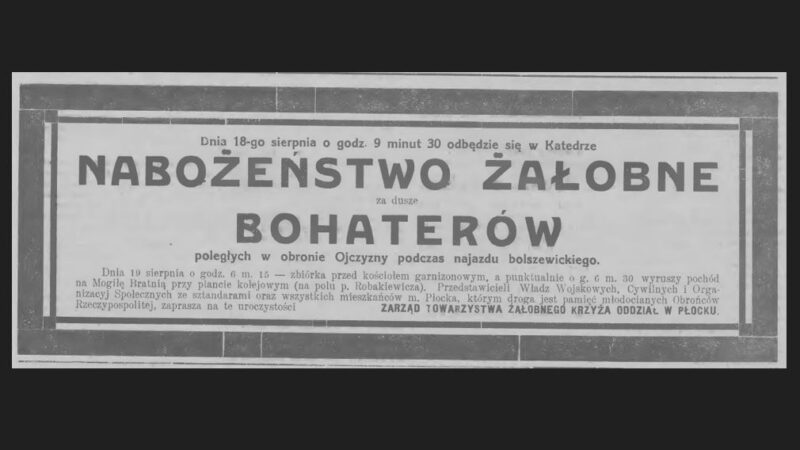 Dnia 18-go sierpnia o godz. 9 minut 30 odbędzie się w Katedrze
NABOŻEŃSTWO ŻAŁOBNE
za dusze
BOHATERÓW
poległych w obronie Ojczyzny podczas najazdu bolszewickiego.
Dnia 19 sierpnia o godz. 6 m. 15 — zbiórka przed kościołem garnizonowym, a punktualnie o g. 6 m. 30 wyruszy pochód
na Mogiłę Bratnią przy plancie kolejowym (na polu p. Robakiewicza). Przedstawicieli Władz Wojskowych, Cywilnych i Orga-
nizacyj Społecznych ze sztandarami oraz wszystkich mieszkańców m. Płocka, którym droga jest pamięć młodocianych Obrońców
Rzeczypospolitej, zaprasza na te uroczystości ZARZĄD TOWARZYSTWA ŻAŁOBNEGO KRZYŻA ODDZIAŁ W PŁOCKU.